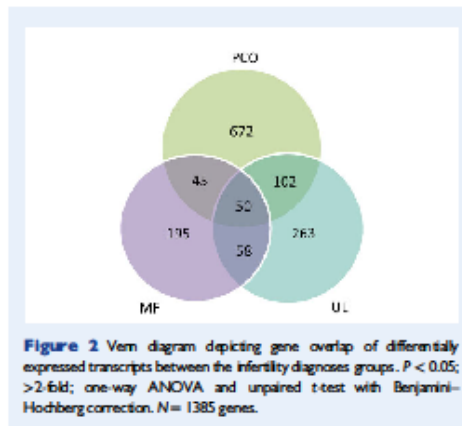 PCO
672
45
102
50
195
263
58
MF
Figure 2 Venn diagram depicting gene overlap of differentially
expressed transcripts between the infertility diagnoses groups. P < 0.05;
>2-fold; one-way ANOVA and unpaired t-test with Benjamini–
Hochberg correction. N = 1385 genes.